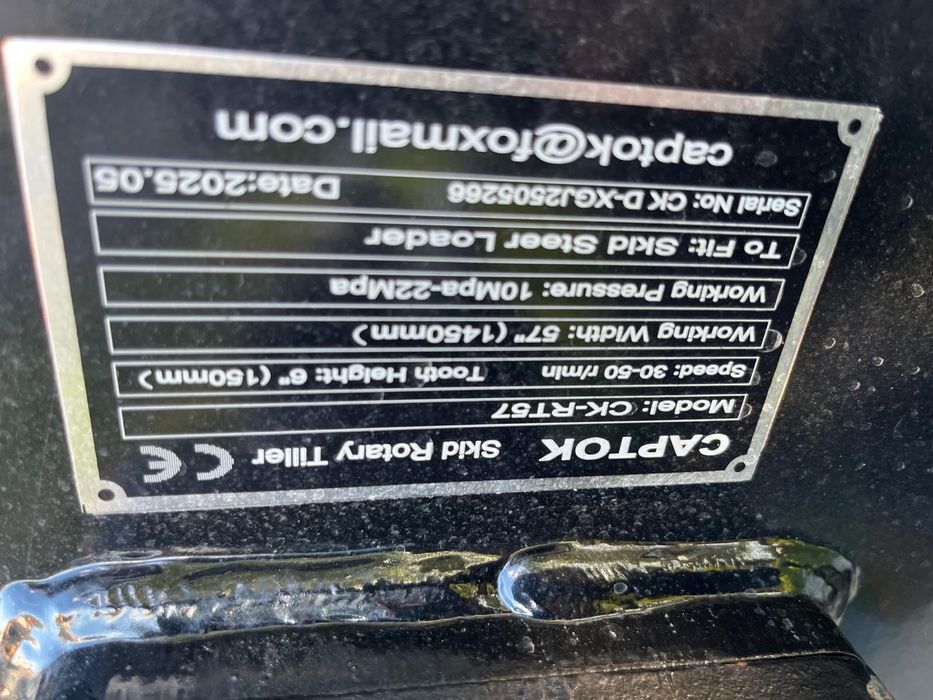 CAPTOK Skid Rotary Tiller CE
Model: CK-RT57
Speed: 30-50 r/min Tooth Height: 6" (150mm)
Working Width: 57" (1450mm)
Working Pressure: 10Mpa-22Mpa
To Fit: Skid Steer Loader
Serial No: CK D-XGJ2505266 Date:2025.05
captok@foxmail.com